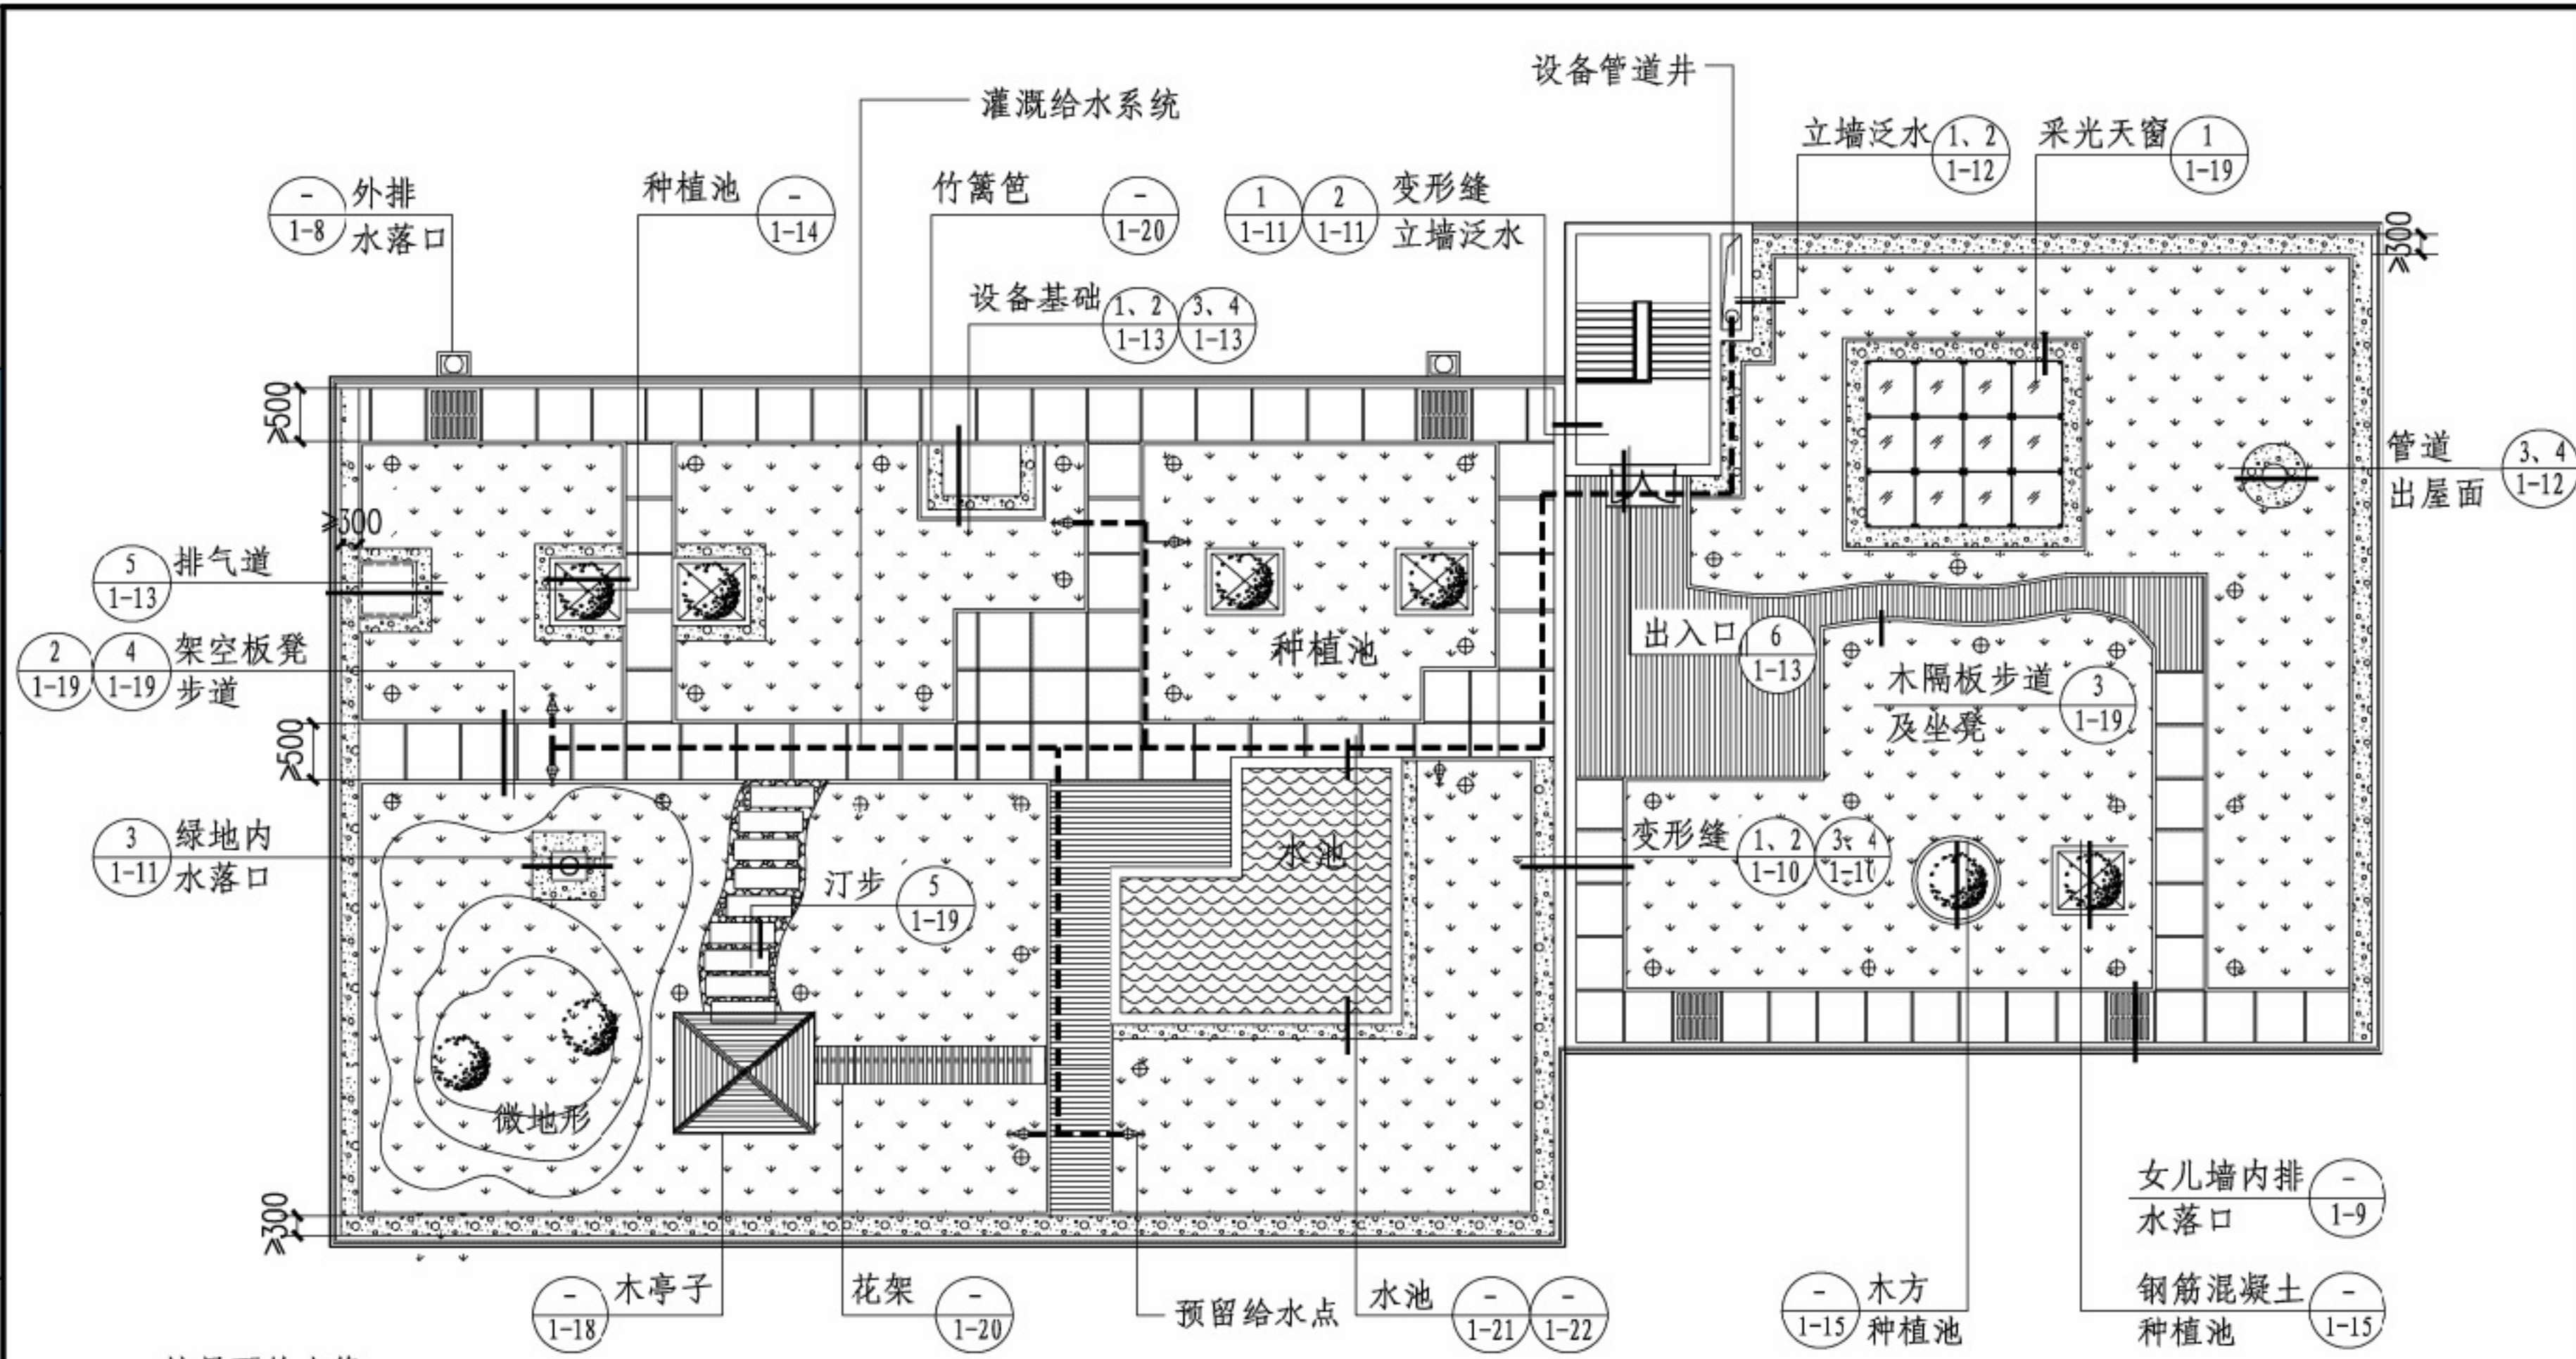 设备管道井
灌溉给水系统
立墙泛水 1、2 1-12
采光天窗 1 1-19
- 1-8 外排
水落口
种植池 - 1-14
竹篱笆 - 1-20
1 1-11 2 1-11 变形缝
立墙泛水
≥300
设备基础 1、2 1-13 3、4 1-13
≥500
管道 3、4 1-12
出屋面
≥300
5 1-13 排气道
种植池
出入口 6 1-13
2 1-19 4 1-19 架空板凳
步道
木隔板步道 3 1-19
及坐凳
≥500
3 1-11 绿地内
水落口
水池
变形缝 1、2 1-10 3、4 1-10
汀步 5 1-19
微地形
≥300
女儿墙内排 - 1-9
水落口
- 1-18 木亭子
花架 - 1-20
预留给水点
水池 - 1-21 - 1-22
- 1-15 木方
种植池
钢筋混凝土 - 1-15
种植池